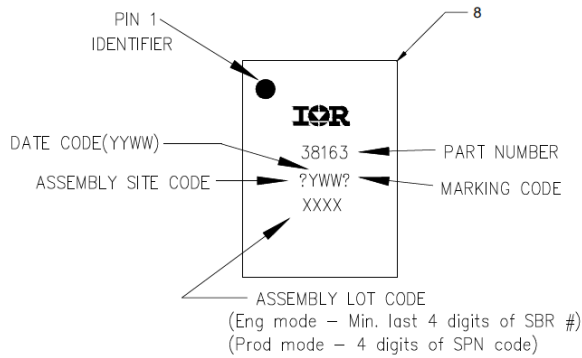 PIN 1
IDENTIFIER
8
IOR
DATE CODE(YYWW)
38163
PART NUMBER
ASSEMBLY SITE CODE
?YWW?
MARKING CODE
XXXX
ASSEMBLY LOT CODE
(Eng mode – Min. last 4 digits of SBR #)
(Prod mode – 4 digits of SPN code)